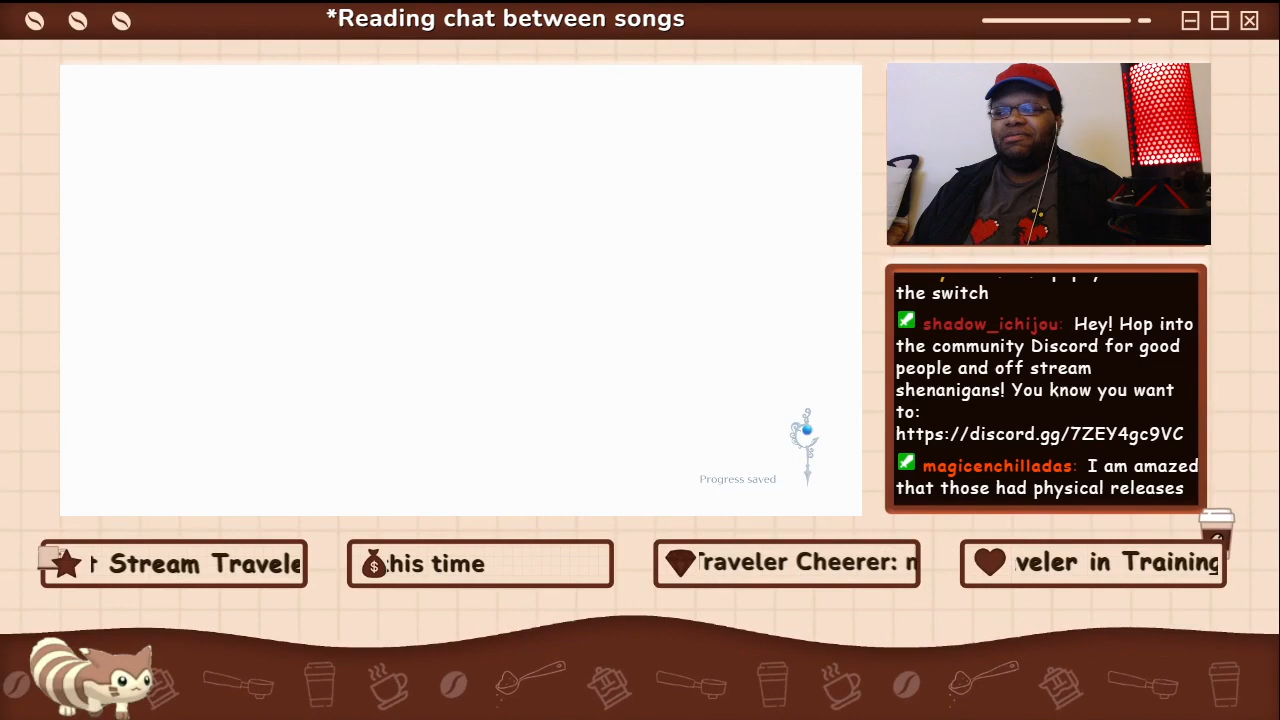 *Reading chat between songs
the switch
shadow_ichijou: Hey! Hop into
the community Discord for good
people and off stream
shenanigans! You know you want
to:
https://discord.gg/7ZEY4gc9VC
magicenchilladas: I am amazed
that those had physical releases
Progress saved
Stream Travele
this time
Traveler Cheerer:
veler in Training